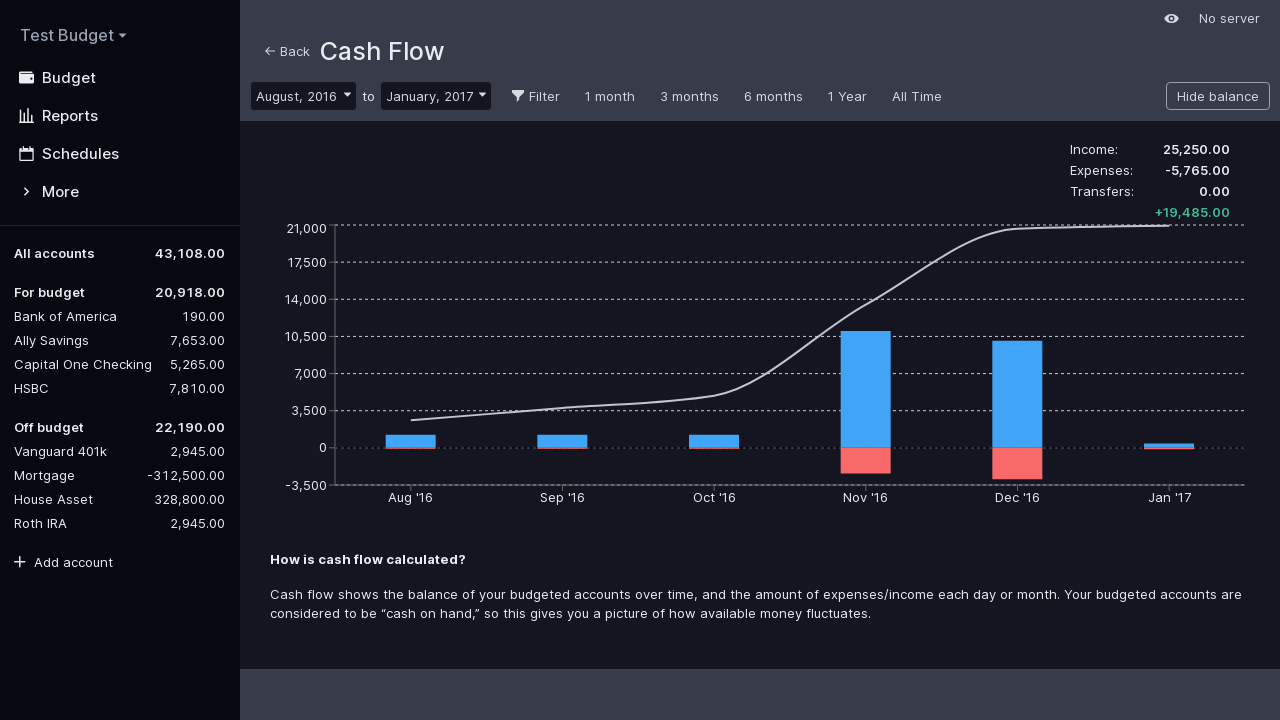 Test Budget
Budget
Reports
Schedules
More
All accounts 43,108.00
For budget 20,918.00
Bank of America 190.00
Ally Savings 7,653.00
Capital One Checking 5,265.00
HSBC 7,810.00
Off budget 22,190.00
Vanguard 401k 2,945.00
Mortgage -312,500.00
House Asset 328,800.00
Roth IRA 2,945.00
Add account
No server
Back Cash Flow
August, 2016 to January, 2017 Filter 1 month 3 months 6 months 1 Year All Time Hide balance
Income: 25,250.00
Expenses: -5,765.00
Transfers: 0.00
+19,485.00
21,000
17,500
14,000
10,500
7,000
3,500
0
-3,500
Aug '16 Sep '16 Oct '16 Nov '16 Dec '16 Jan '17
How is cash flow calculated?
Cash flow shows the balance of your budgeted accounts over time, and the amount of expenses/income each day or month. Your budgeted accounts are
considered to be “cash on hand,” so this gives you a picture of how available money fluctuates.